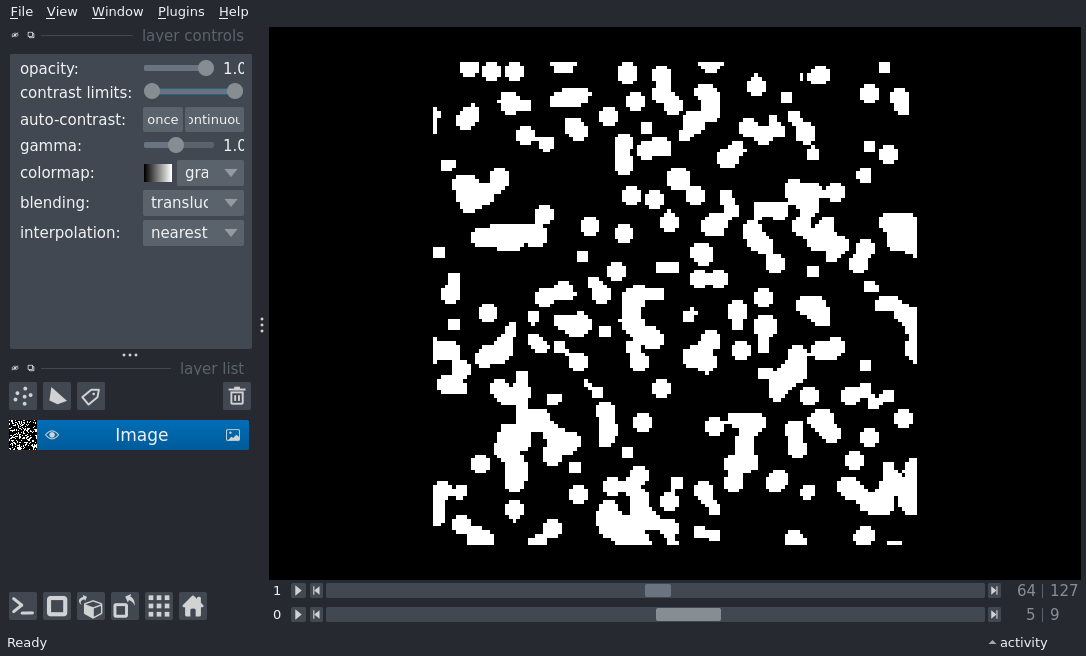 File View Window Plugins Help
layer controls
opacity: 1.0
contrast limits:
auto-contrast: once ontinuou
gamma: 1.0
colormap: gra
blending: transluc
interpolation: nearest
layer list
Image
1 64 | 127
0 5 | 9
Ready activity